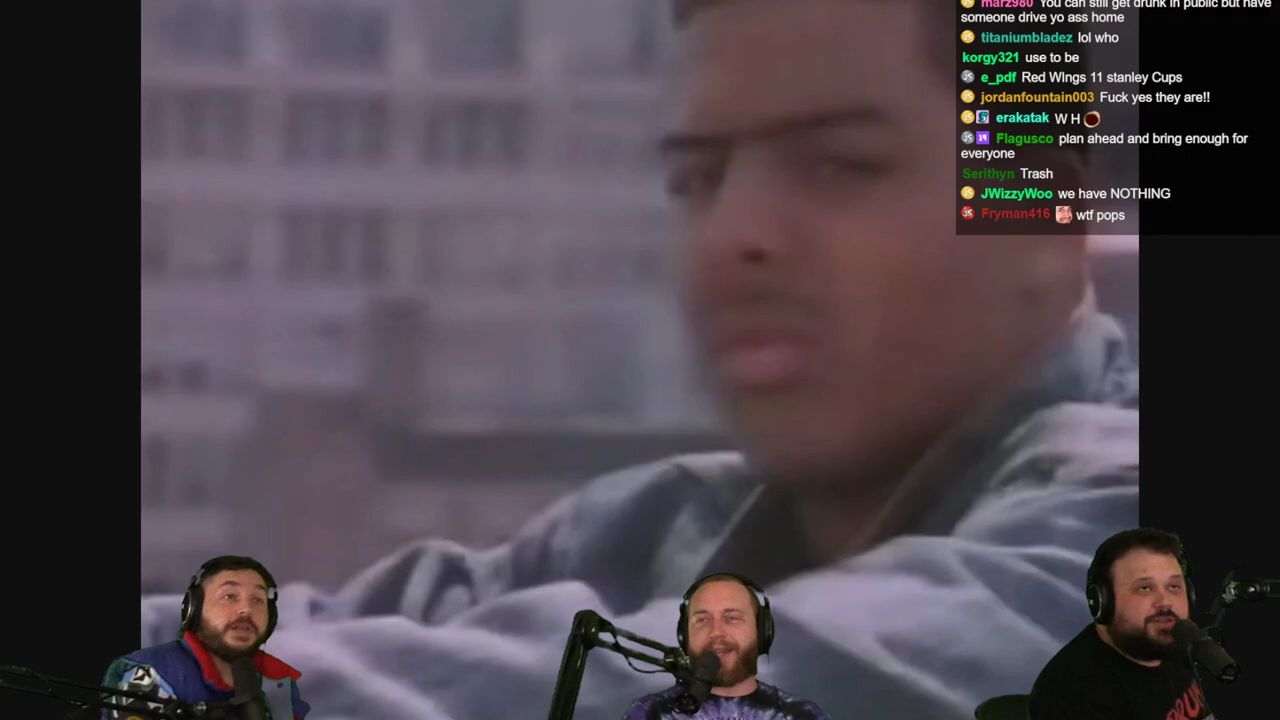 marz980 You can still get drunk in public but have
someone drive yo ass home
titaniumbladez lol who
korgy321 use to be
e_pdf Red WIngs 11 stanley Cups
jordanfountain003 Fuck yes they are!!
erakatak W H
Flagusco plan ahead and bring enough for
everyone
Serithyn Trash
JWizzyWoo we have NOTHING
Fryman416 wtf pops